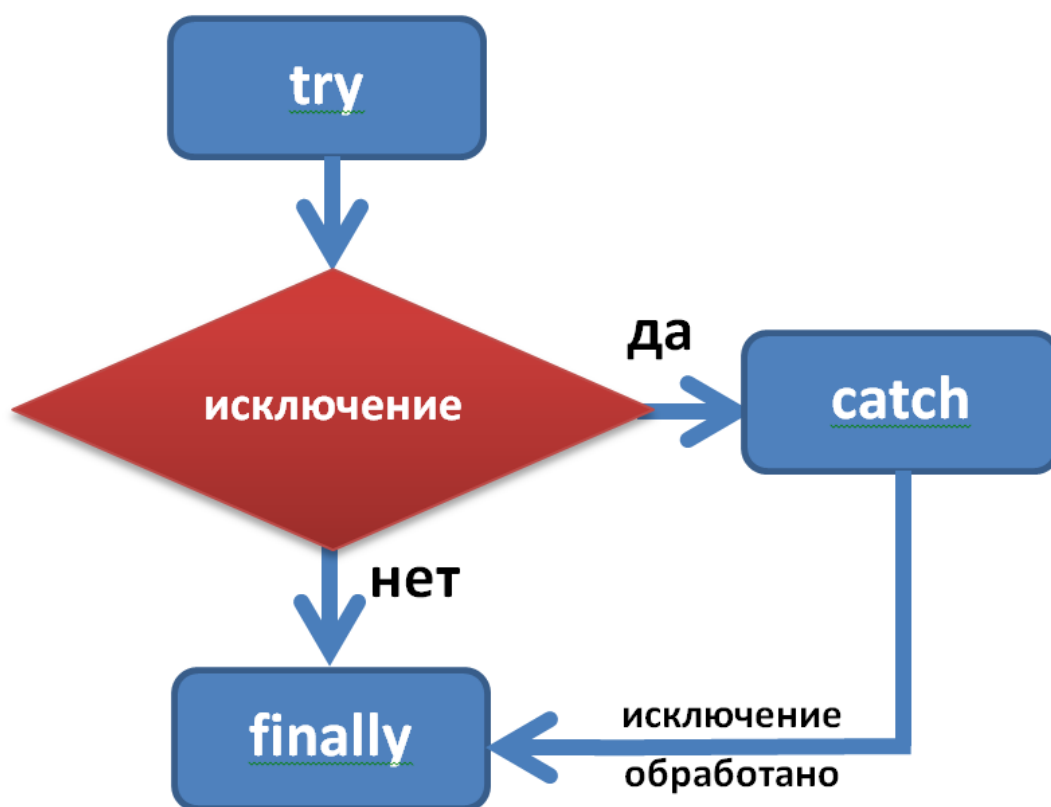 try
да
исключение
catch
нет
finally
исключение
обработано